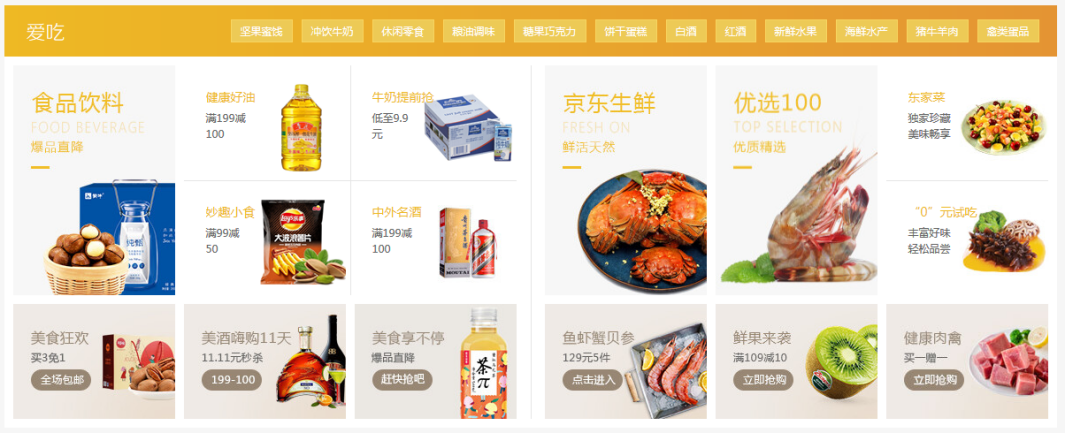 爱吃
坚果蜜饯
冲饮牛奶
休闲零食
粮油调味
糖果巧克力
饼干蛋糕
白酒
红酒
新鲜水果
海鲜水产
猪牛羊肉
禽类蛋品
食品饮料
FOOD BEVERAGE
爆品直降
健康好油
满199减
100
牛奶提前抢
低至9.9
元
妙趣小食
满99减
50
中外名酒
满199减
100
京东生鲜
FRESH ON
鲜活天然
优选100
TOP SELECTION
优质精选
东家菜
独家珍藏
美味畅享
“0”元试吃
丰富好味
轻松品尝
美食狂欢
买3免1
全场包邮
美酒嗨购11天
11.11元秒杀
199-100
美食享不停
爆品直降
赶快抢吧
鱼虾蟹贝参
129元5件
点击进入
鲜果来袭
满109减10
立即抢购
健康肉禽
买一赠一
立即抢购
Lay's
大波浪薯片
MOUTAI
茶π
纯甄